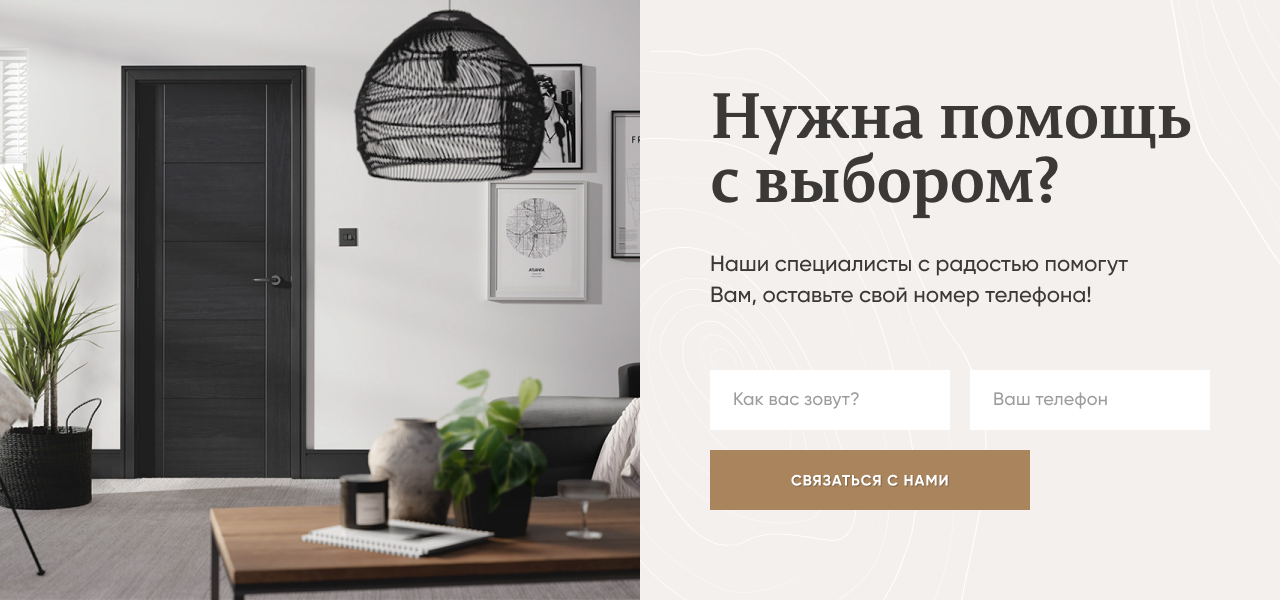 ATLANTA
Нужна помощь
с выбором?
Наши специалисты с радостью помогут
Вам, оставьте свой номер телефона!
Как вас зовут?
Ваш телефон
СВЯЗАТЬСЯ С НАМИ